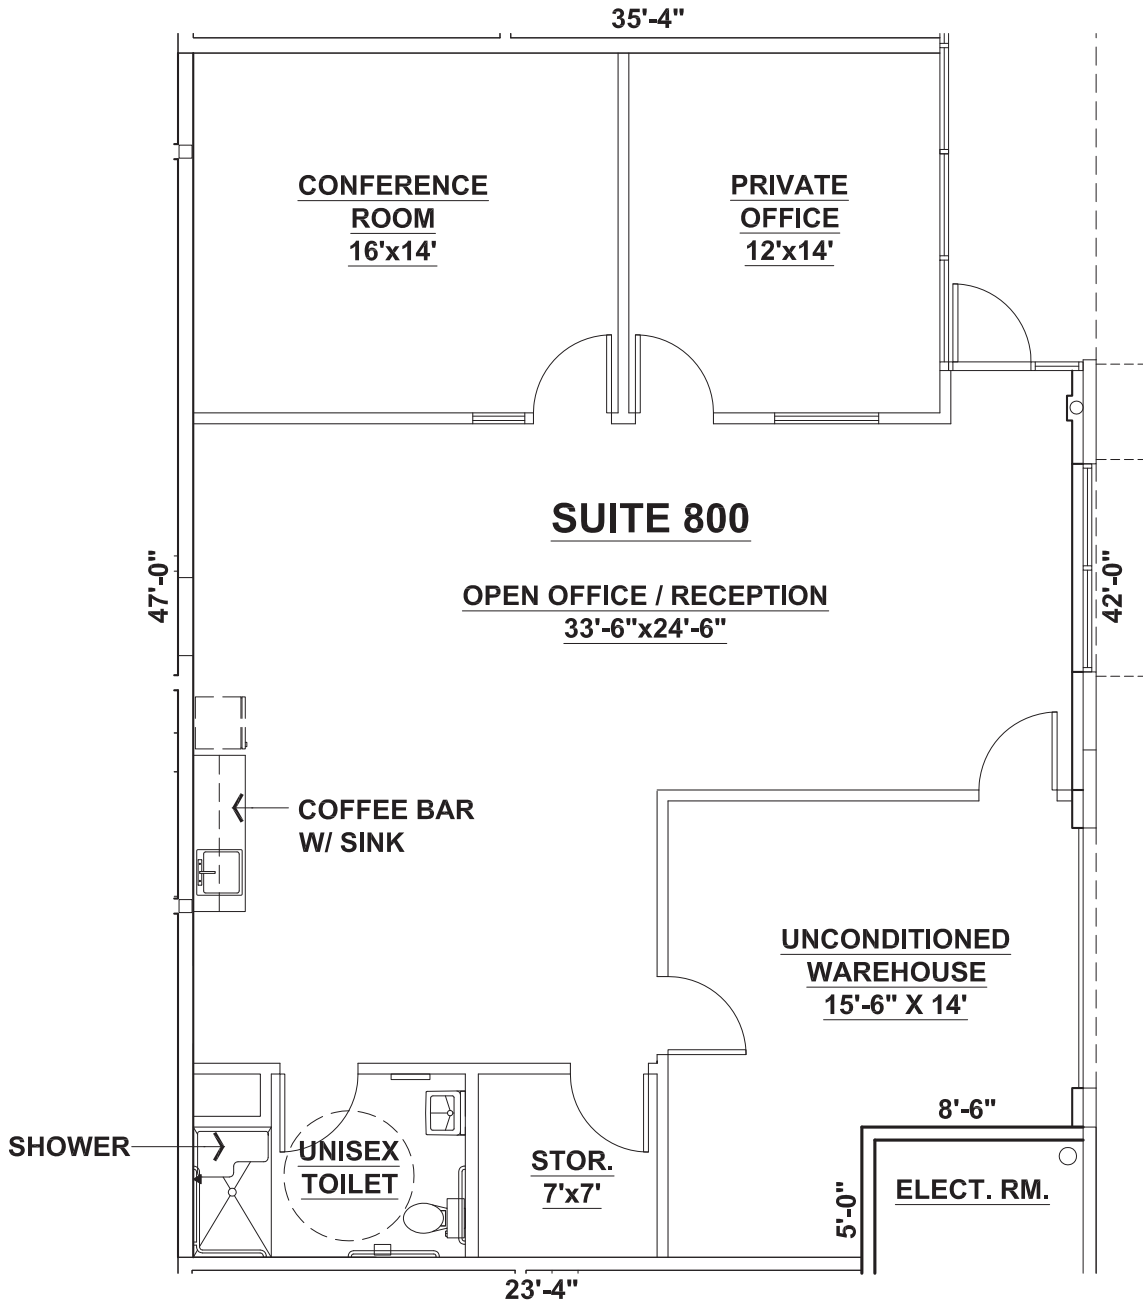 35'-4"
CONFERENCE
ROOM
16'x14'
PRIVATE
OFFICE
12'x14'
SUITE 800
OPEN OFFICE / RECEPTION
33'-6"x24'-6"
47'-0"
42'-0"
COFFEE BAR
W/ SINK
UNCONDITIONED
WAREHOUSE
15'-6" X 14'
8'-6"
SHOWER
UNISEX
TOILET
STOR.
7'x7'
5'-0"
ELECT. RM.
23'-4"